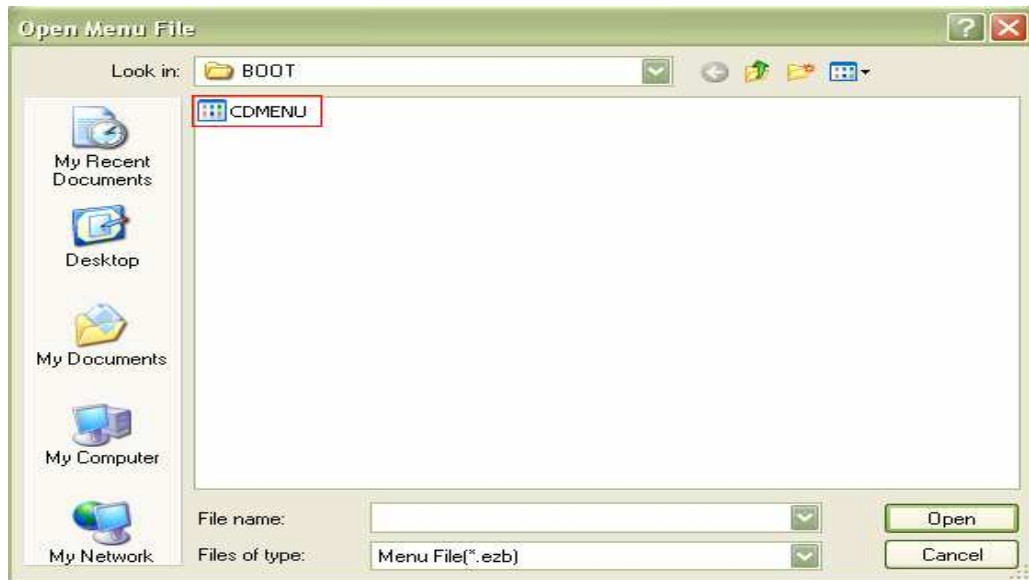 Open Menu File
Look in: BOOT
CDMENU
My Recent
Documents
Desktop
My Documents
My Computer
My Network
File name:
Open
Files of type: Menu File(*.ezb)
Cancel